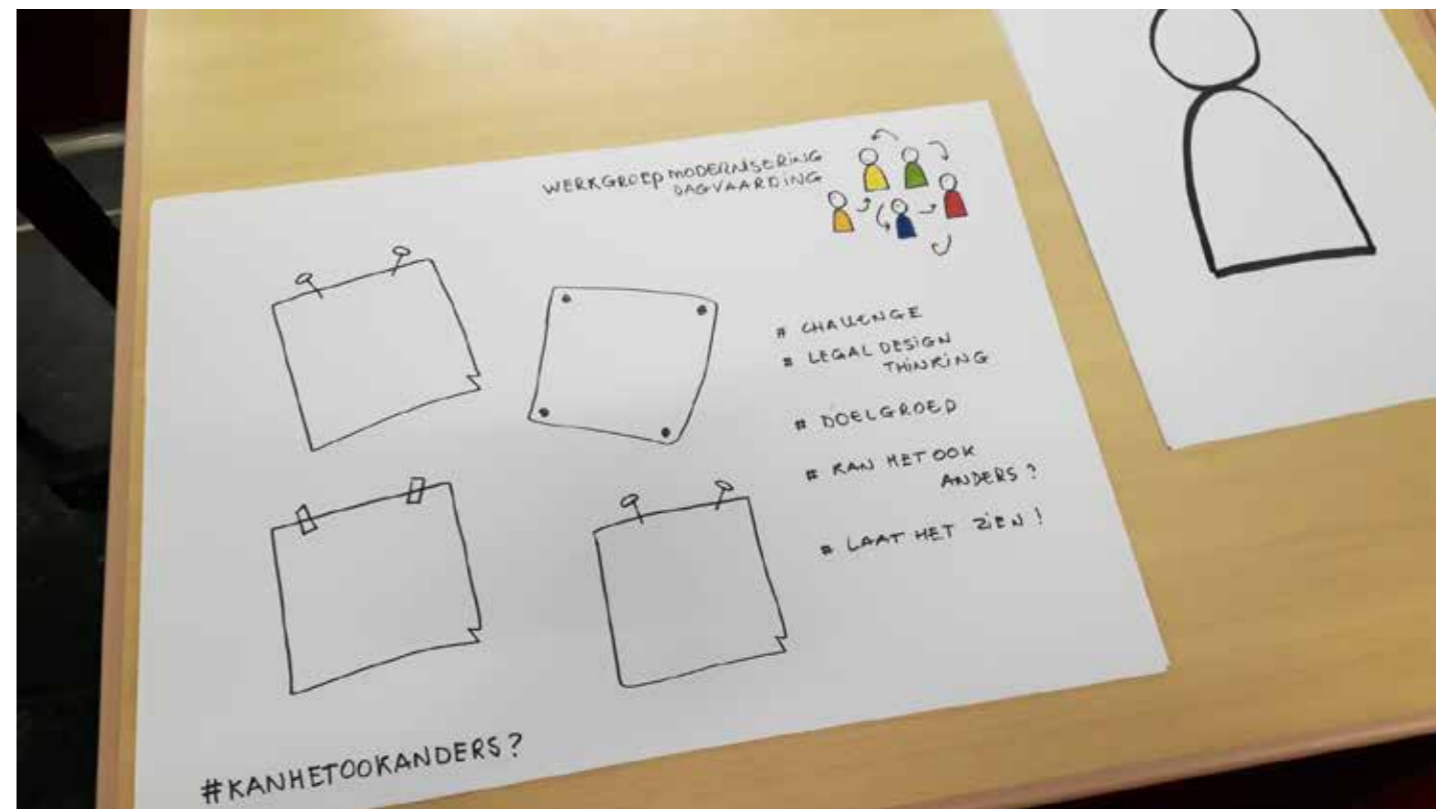 WERKGROEP MODERNISERING
DAGVAARDING
# CHALLENGE
# LEGAL DESIGN
THINKING
# DOELGROEP
# KAN HET OOK
ANDERS?
# LAAT HET ZIEN!
#KANHETOOKANDERS?